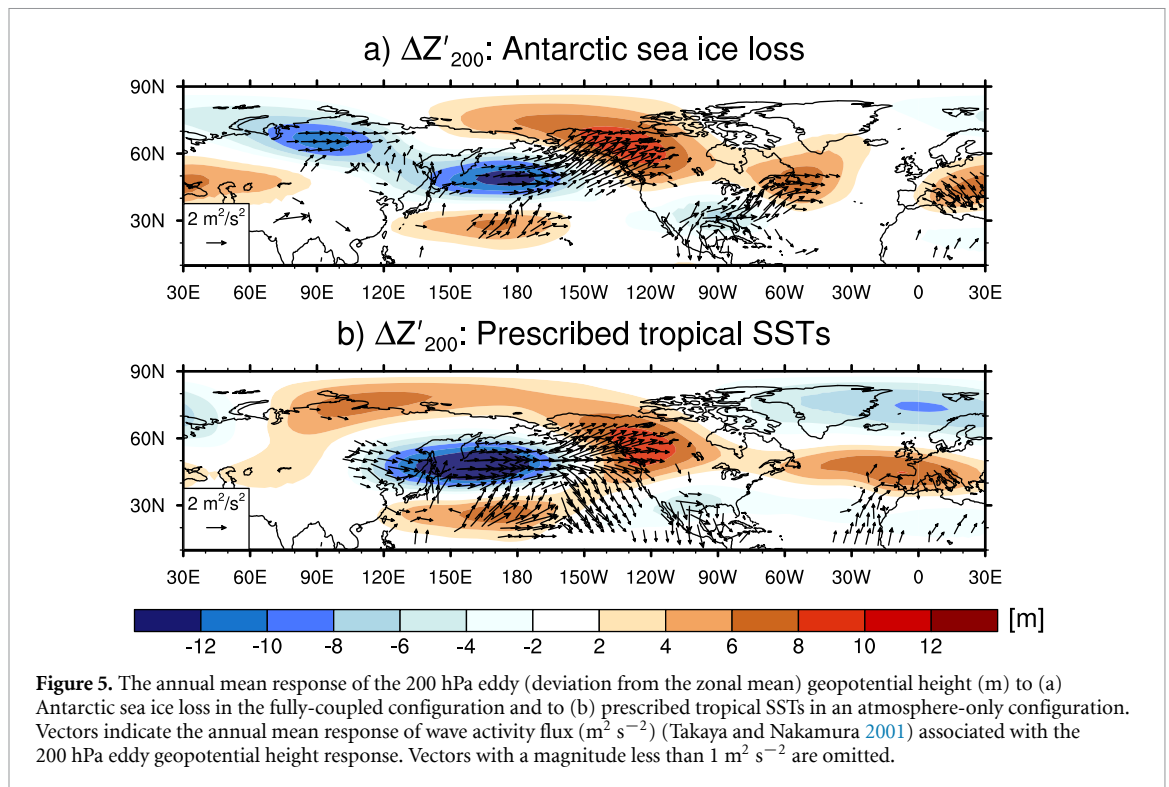 a) ΔZ'200: Antarctic sea ice loss
90N
60N
30N
2 m²/s²
30E 60E 90E 120E 150E 180 150W 120W 90W 60W 30W 0 30E
b) ΔZ'200: Prescribed tropical SSTs
90N
60N
30N
2 m²/s²
30E 60E 90E 120E 150E 180 150W 120W 90W 60W 30W 0 30E
[m]
-12 -10 -8 -6 -4 -2 2 4 6 8 10 12
Figure 5. The annual mean response of the 200 hPa eddy (deviation from the zonal mean) geopotential height (m) to (a)
Antarctic sea ice loss in the fully-coupled configuration and to (b) prescribed tropical SSTs in an atmosphere-only configuration.
Vectors indicate the annual mean response of wave activity flux (m² s⁻²) (Takaya and Nakamura 2001) associated with the
200 hPa eddy geopotential height response. Vectors with a magnitude less than 1 m² s⁻² are omitted.